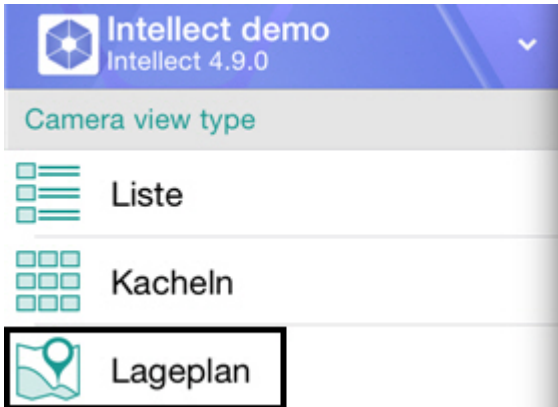 Intellect demo
Intellect 4.9.0
Camera view type
Liste
Kacheln
Lageplan